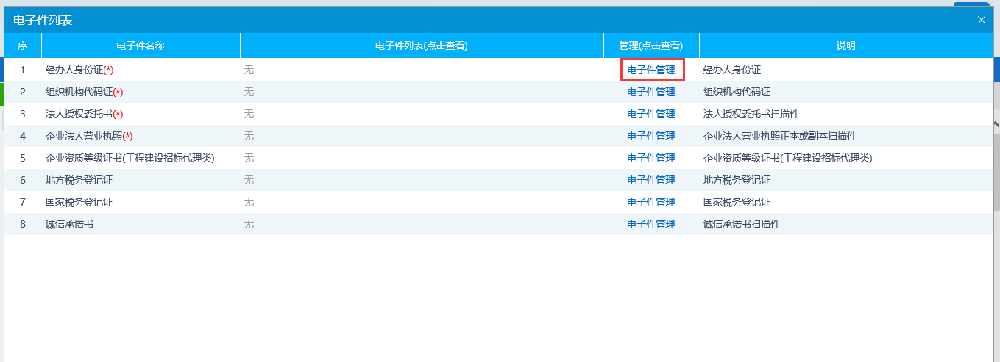 电子件列表
序 电子件名称 电子件列表(点击查看) 管理(点击查看) 说明
1 经办人身份证(*) 无 电子件管理 经办人身份证
2 组织机构代码证(*) 无 电子件管理 组织机构代码证
3 法人授权委托书(*) 无 电子件管理 法人授权委托书扫描件
4 企业法人营业执照(*) 无 电子件管理 企业法人营业执照正本或副本扫描件
5 企业资质等级证书(工程建设招标代理类) 无 电子件管理 企业资质等级证书(工程建设招标代理类)
6 地方税务登记证 无 电子件管理 地方税务登记证
7 国家税务登记证 无 电子件管理 国家税务登记证
8 诚信承诺书 无 电子件管理 诚信承诺书扫描件